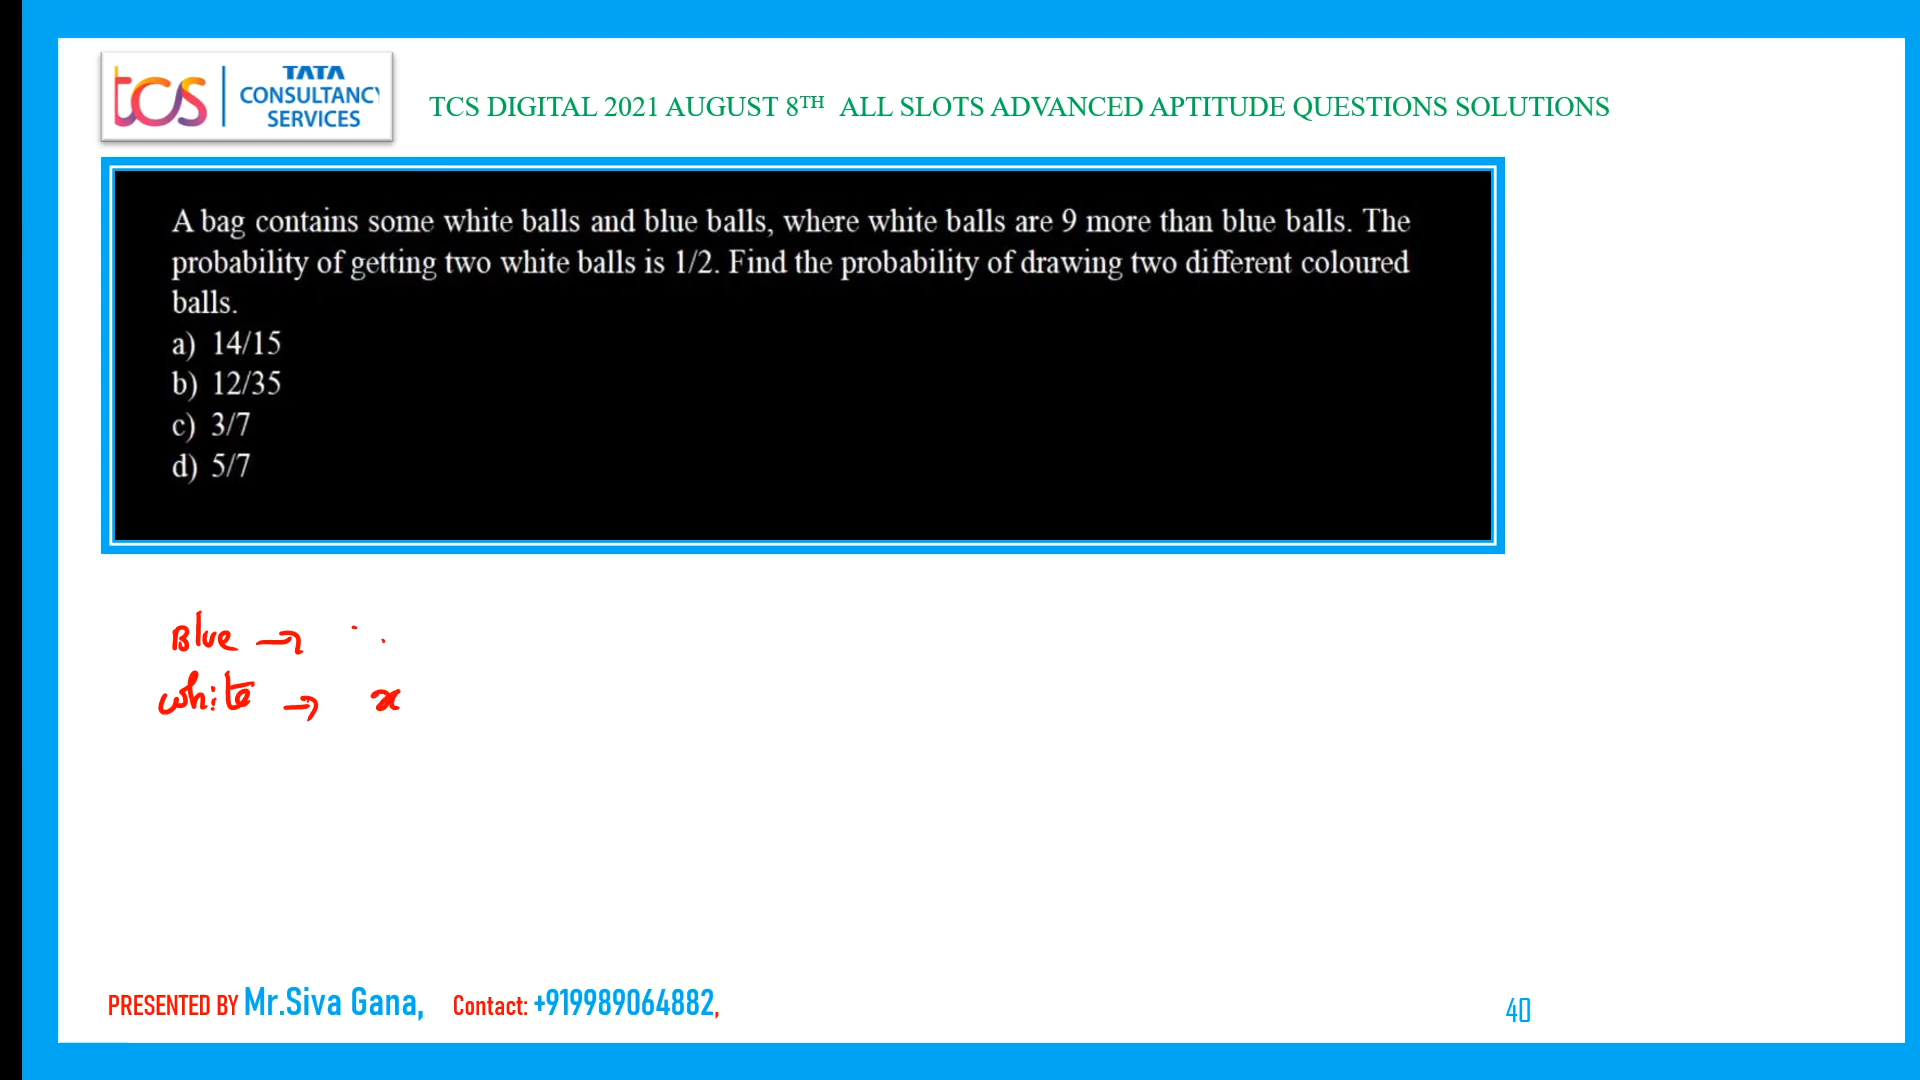 tcs
TATA
CONSULTANCY
SERVICES
TCS DIGITAL 2021 AUGUST 8TH ALL SLOTS ADVANCED APTITUDE QUESTIONS SOLUTIONS
A bag contains some white balls and blue balls, where white balls are 9 more than blue balls. The
probability of getting two white balls is 1/2. Find the probability of drawing two different coloured
balls.
a) 14/15
b) 12/35
c) 3/7
d) 5/7
Blue →
white → x
PRESENTED BY Mr.Siva Gana, Contact: +919989064882,
40